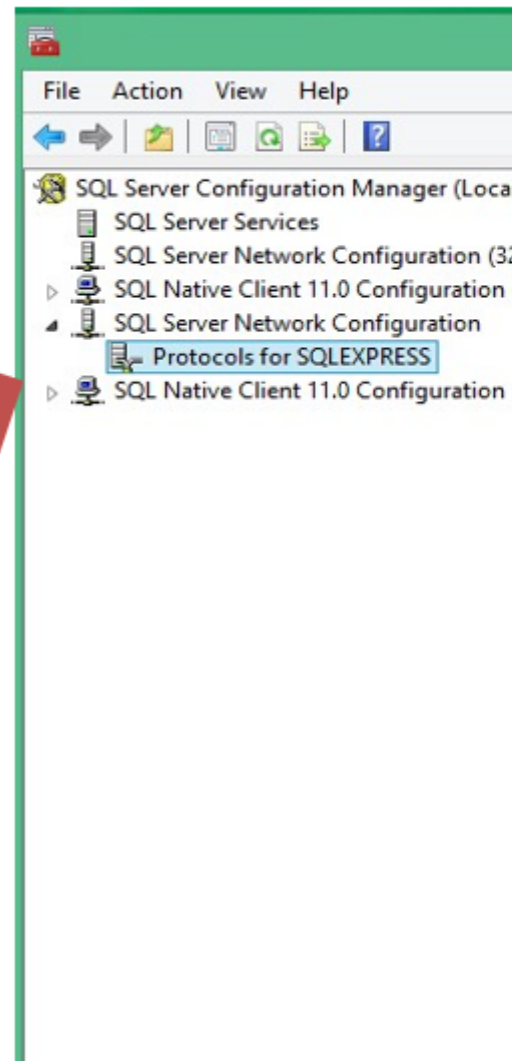 File Action View Help
SQL Server Configuration Manager (Loca
SQL Server Services
SQL Server Network Configuration (32
SQL Native Client 11.0 Configuration
SQL Server Network Configuration
Protocols for SQLEXPRESS
SQL Native Client 11.0 Configuration